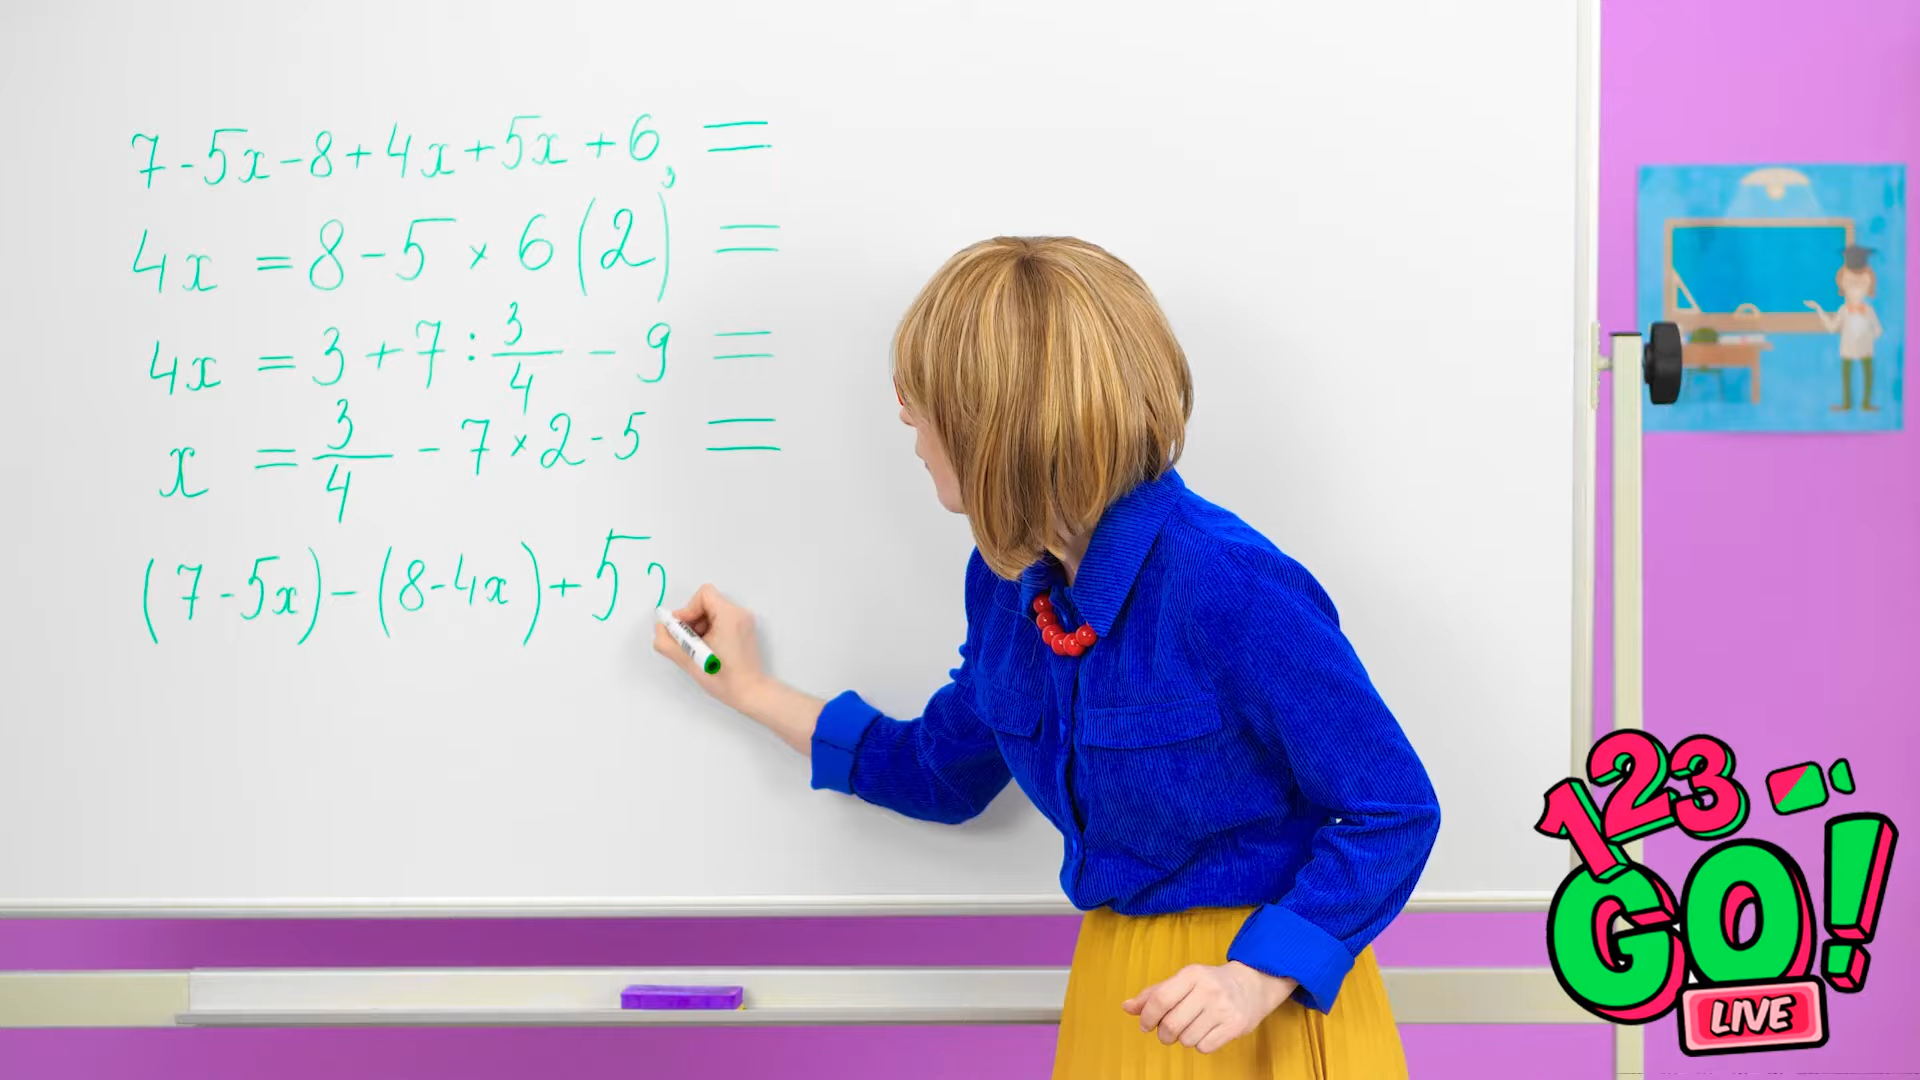 7-5x-8+4x+5x+6, =
4x = 8-5×6(2) =
4x = 3+7:3/4-9 =
x = 3/4-7×2-5 =
(7-5x)-(8-4x)+5
123
GO!
LIVE